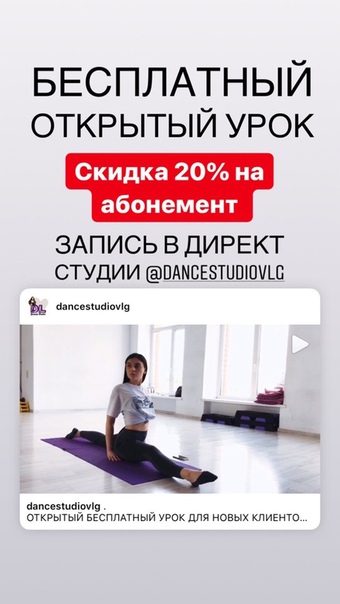 БЕСПЛАТНЫЙ
ОТКРЫТЫЙ УРОК
Скидка 20% на
абонемент
ЗАПИСЬ В ДИРЕКТ
СТУДИИ @DANCESTUDIOVLG
DL
dancestudiovlg
dancestudiovlg .
ОТКРЫТЫЙ БЕСПЛАТНЫЙ УРОК ДЛЯ НОВЫХ КЛИЕНТО...